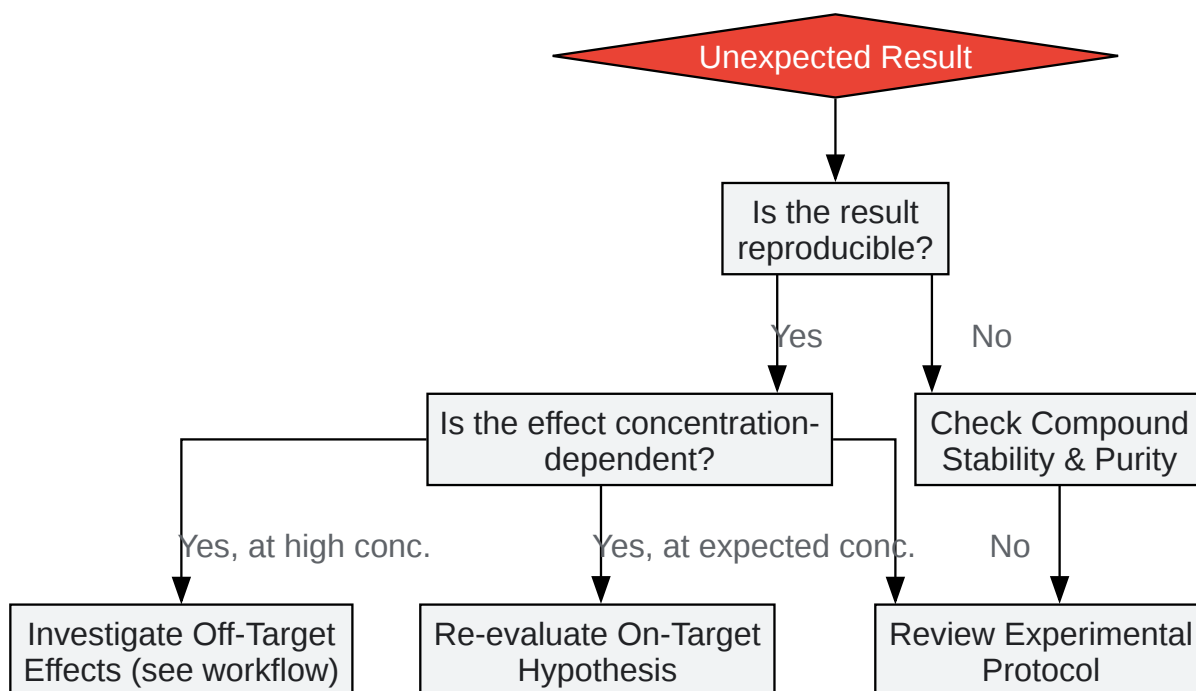 Unexpected Result
Is the result
reproducible?
Yes
No
Is the effect concentration-
dependent?
Check Compound
Stability & Purity
Yes, at high conc.
Yes, at expected conc.
No
Investigate Off-Target
Effects (see workflow)
Re-evaluate On-Target
Hypothesis
Review Experimental
Protocol